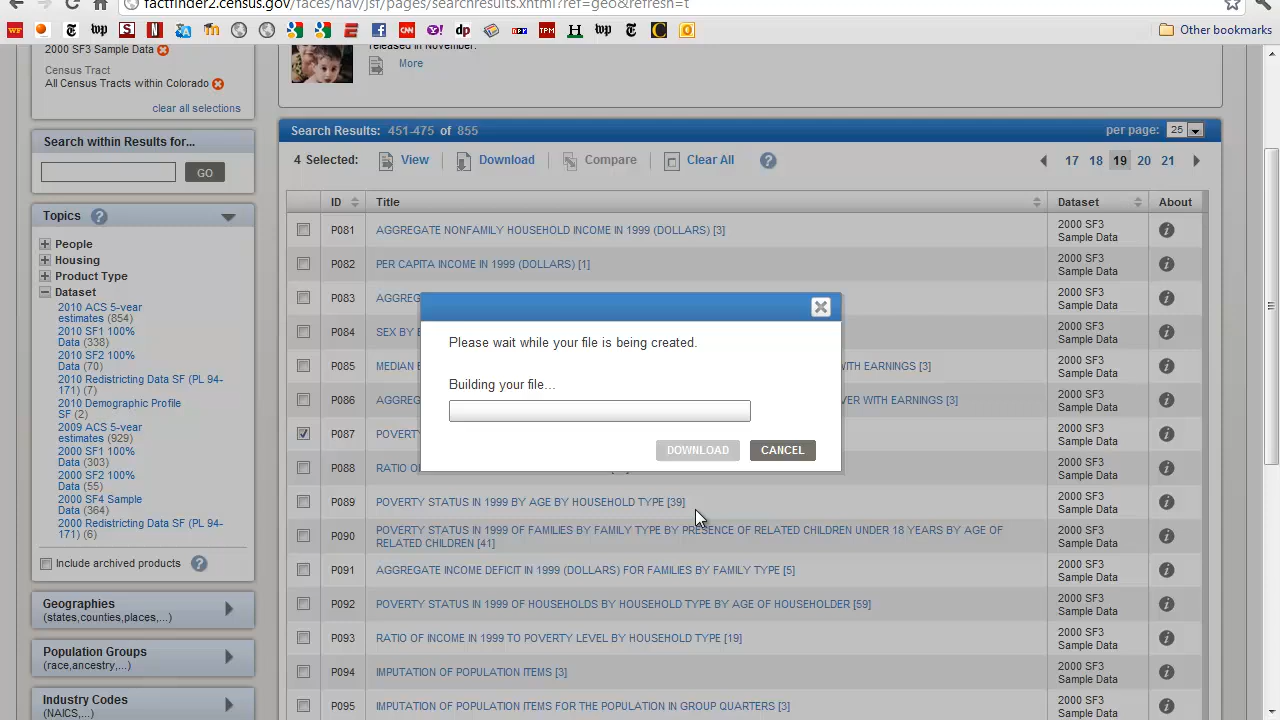 factfinder2.census.gov/faces/nav/jsf/pages/searchresults.xhtml?ref=geo&refresh=t
Other bookmarks
2000 SF3 Sample Data
Census Tract
All Census Tracts within Colorado
clear all selections
released in November.
More
Search within Results for...
GO
Search Results: 451-475 of 855
per page: 25
4 Selected: View Download Compare Clear All ?
17 18 19 20 21
Topics ?
People
Housing
Product Type
Dataset
2010 ACS 5-year
estimates (854)
2010 SF1 100%
Data (338)
2010 SF2 100%
Data (70)
2010 Redistricting Data SF (PL 94-
171) (7)
2010 Demographic Profile
SF (2)
2009 ACS 5-year
estimates (929)
2000 SF1 100%
Data (303)
2000 SF2 100%
Data (55)
2000 SF4 Sample
Data (364)
2000 Redistricting Data SF (PL 94-
171) (6)
Include archived products ?
Geographies
(states,counties,places,...)
Population Groups
(race,ancestry,...)
Industry Codes
(NAICS,...)
ID Title Dataset About
P081 AGGREGATE NONFAMILY HOUSEHOLD INCOME IN 1999 (DOLLARS) [3] 2000 SF3
Sample Data
P082 PER CAPITA INCOME IN 1999 (DOLLARS) [1] 2000 SF3
Sample Data
P083 AGGREG 2000 SF3
Sample Data
P084 SEX BY E 2000 SF3
Sample Data
P085 MEDIAN E WITH EARNINGS [3] 2000 SF3
Sample Data
P086 AGGREG VER WITH EARNINGS [3] 2000 SF3
Sample Data
P087 POVERTY 2000 SF3
Sample Data
P088 RATIO O 2000 SF3
Sample Data
P089 POVERTY STATUS IN 1999 BY AGE BY HOUSEHOLD TYPE [39] 2000 SF3
Sample Data
P090 POVERTY STATUS IN 1999 OF FAMILIES BY FAMILY TYPE BY PRESENCE OF RELATED CHILDREN UNDER 18 YEARS BY AGE OF
RELATED CHILDREN [41] 2000 SF3
Sample Data
P091 AGGREGATE INCOME DEFICIT IN 1999 (DOLLARS) FOR FAMILIES BY FAMILY TYPE [5] 2000 SF3
Sample Data
P092 POVERTY STATUS IN 1999 OF HOUSEHOLDS BY HOUSEHOLD TYPE BY AGE OF HOUSEHOLDER [59] 2000 SF3
Sample Data
P093 RATIO OF INCOME IN 1999 TO POVERTY LEVEL BY HOUSEHOLD TYPE [19] 2000 SF3
Sample Data
P094 IMPUTATION OF POPULATION ITEMS [3] 2000 SF3
Sample Data
P095 IMPUTATION OF POPULATION ITEMS FOR THE POPULATION IN GROUP QUARTERS [3] 2000 SF3
Sample Data
Please wait while your file is being created.
Building your file...
DOWNLOAD CANCEL